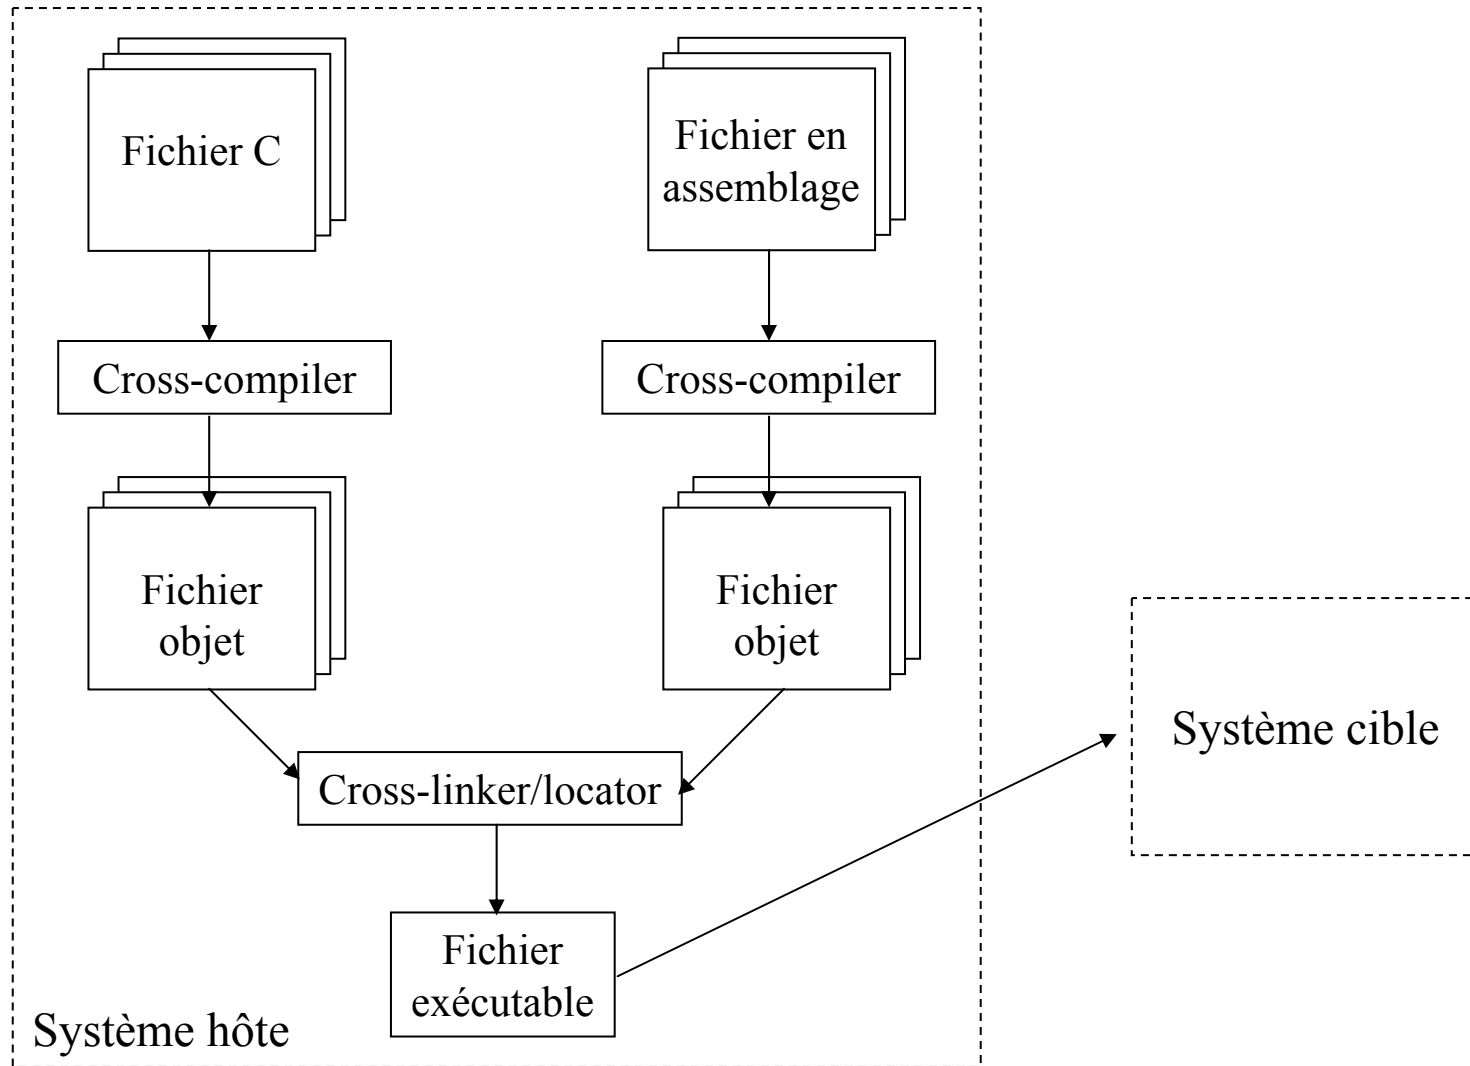 Fichier C
Fichier en
assemblage
Cross-compiler
Cross-compiler
Fichier
objet
Fichier
objet
Cross-linker/locator
Fichier
exécutable
Système hôte
Système cible